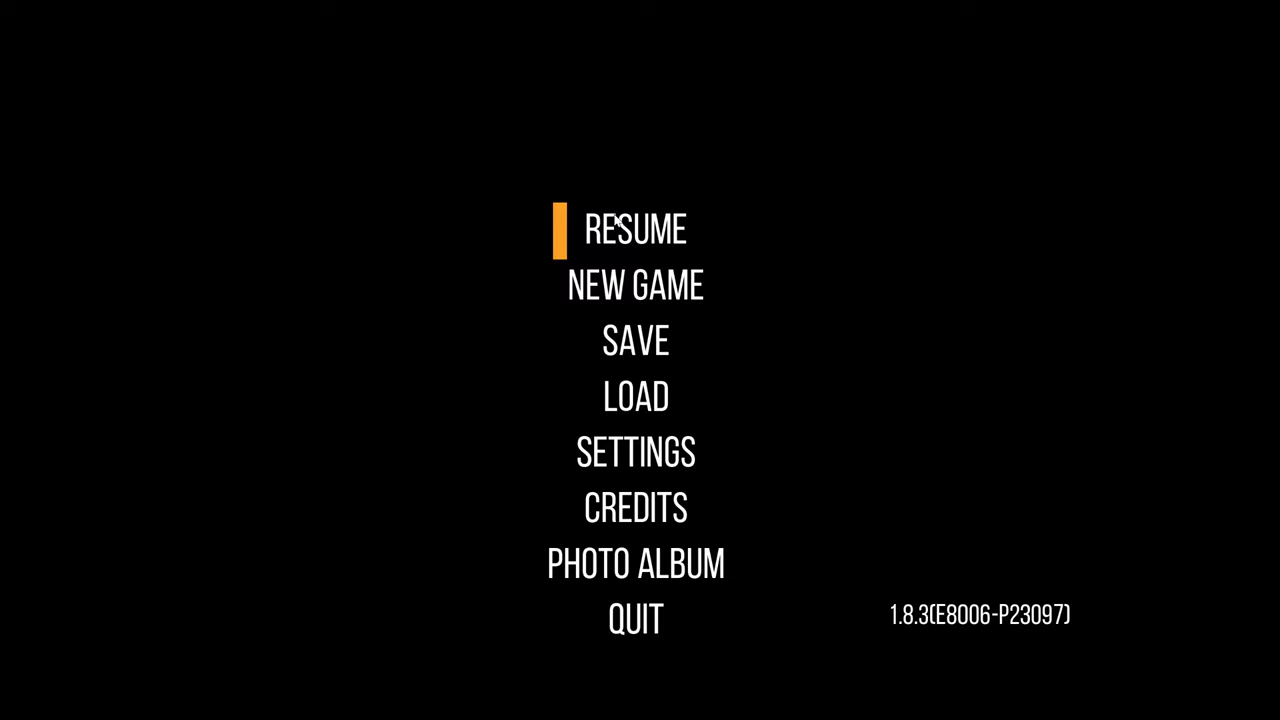 RESUME
NEW GAME
SAVE
LOAD
SETTINGS
CREDITS
PHOTO ALBUM
QUIT
1.8.3(E8006-P23097)